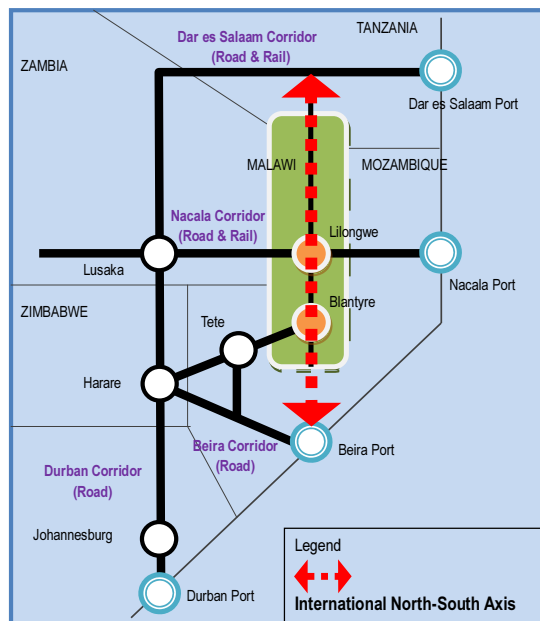 Dar es Salaam Corridor
(Road & Rail)
TANZANIA
ZAMBIA
Dar es Salaam Port
MALAWI
MOZAMBIQUE
Nacala Corridor
(Road & Rail)
Lilongwe
Lusaka
Nacala Port
ZIMBABWE
Blantyre
Tete
Harare
Beira Corridor
(Road)
Beira Port
Durban Corridor
(Road)
Johannesburg
Durban Port
Legend
International North-South Axis